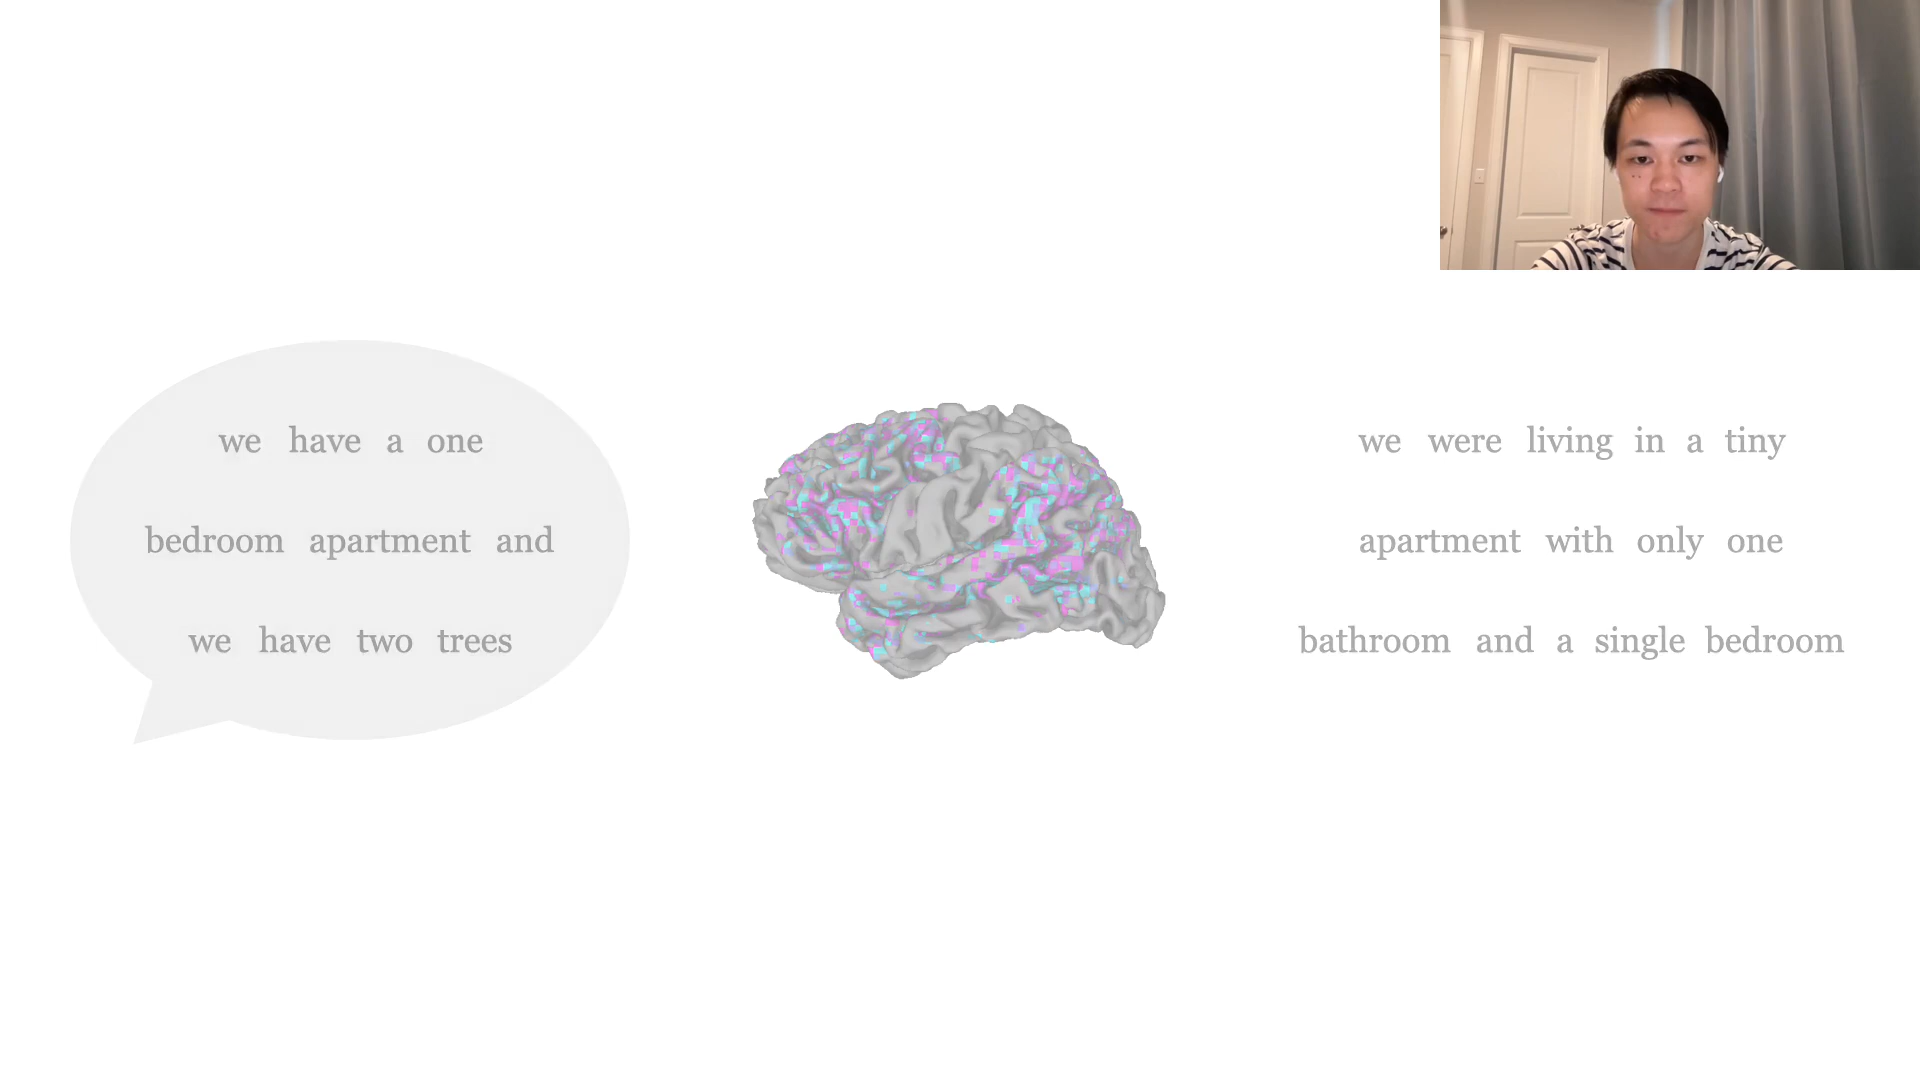 we have a one
bedroom apartment and
we have two trees
we were living in a tiny
apartment with only one
bathroom and a single bedroom